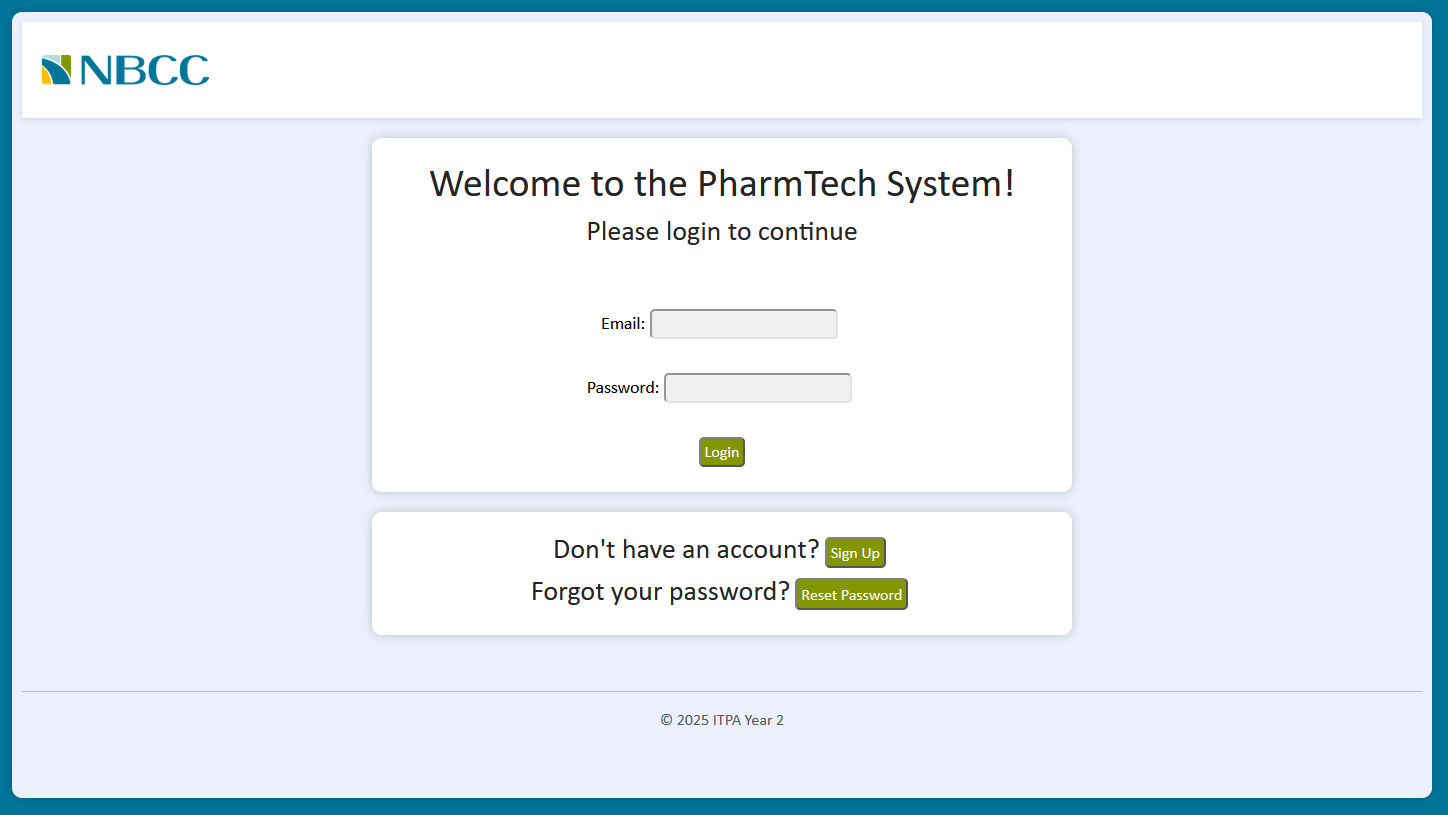 NBCC
Welcome to the PharmTech System!
Please login to continue
Email:
Password:
Login
Don't have an account? Sign Up
Forgot your password? Reset Password
© 2025 ITPA Year 2